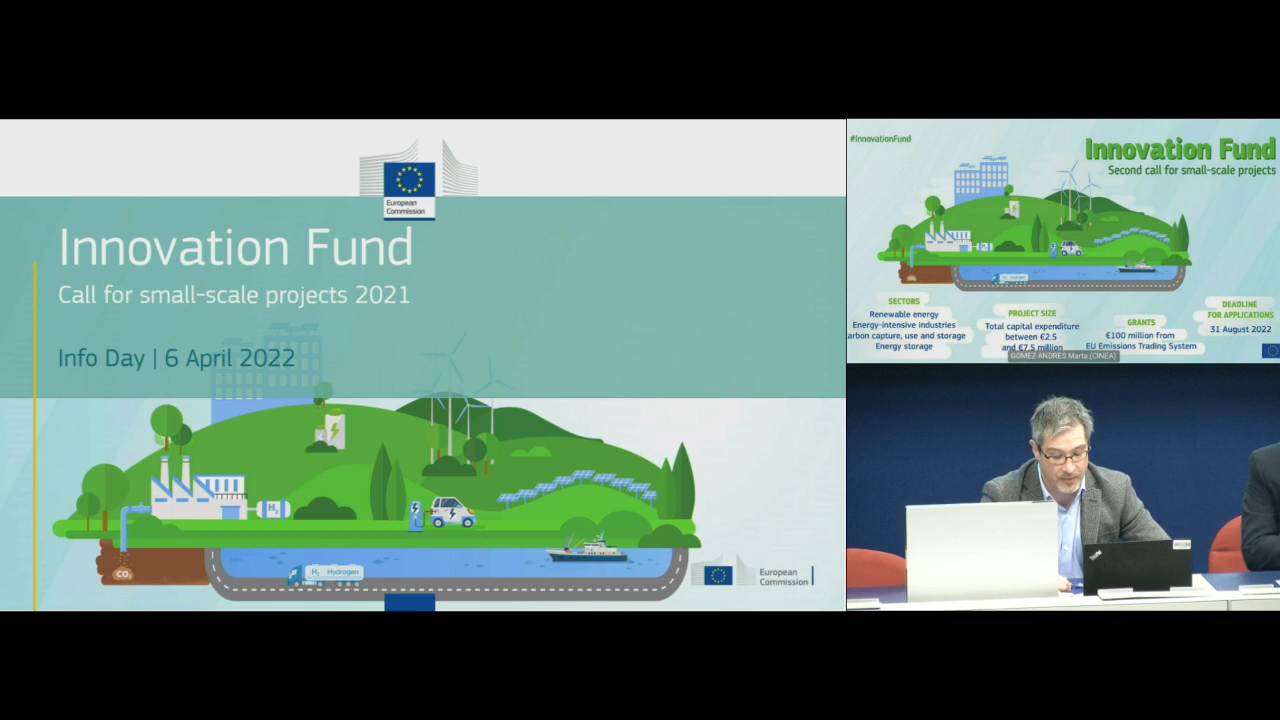 European
Commission
Innovation Fund
Call for small-scale projects 2021
Info Day | 6 April 2022
H₂
CO₂
H₂ Hydrogen
European
Commission
#InnovationFund
Innovation Fund
Second call for small-scale projects
SECTORS
Renewable energy
Energy-intensive industries
arbon capture, use and storage
Energy storage
PROJECT SIZE
Total capital expenditure
between €2.5
and €7.5 million
GRANTS
€100 million from
EU Emissions Trading System
DEADLINE
FOR APPLICATIONS
31 August 2022
GOMEZ ANDRES Marta (CINEA)